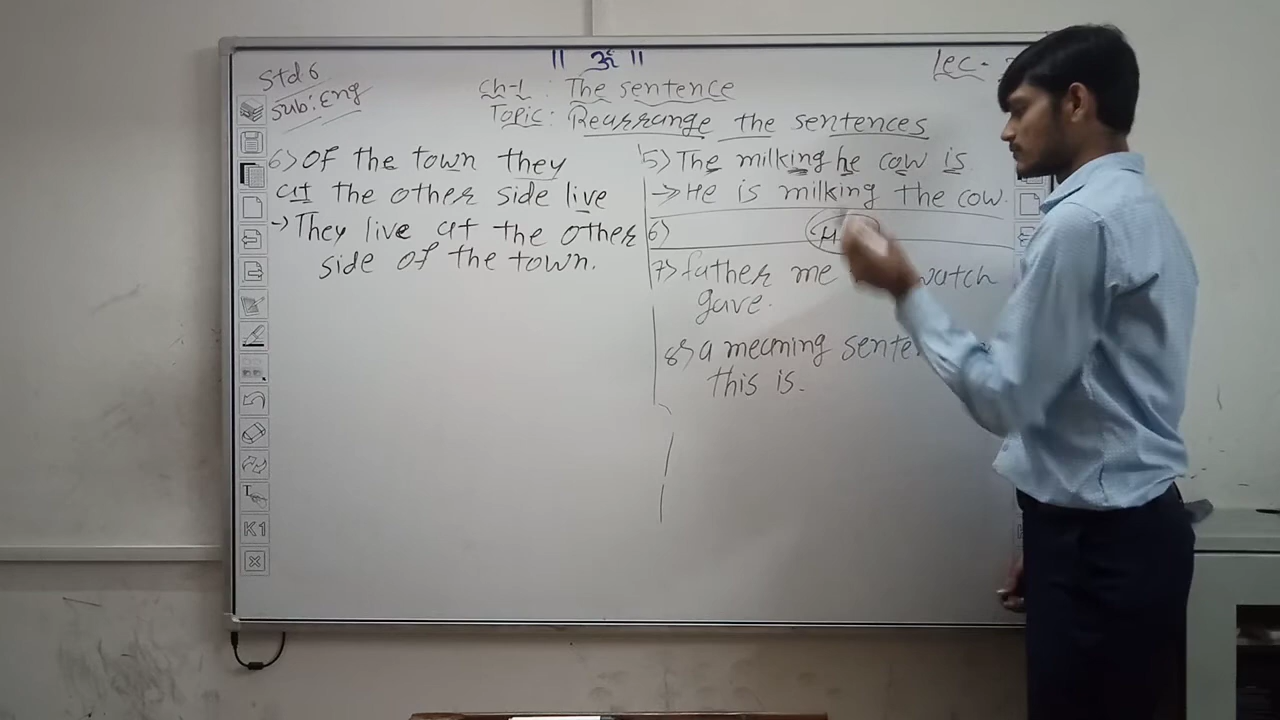 || ૐ ||
Std 6
Sub: Eng
Lec-
Ch-1 : The sentence
Topic: Rearrange the sentences
6> Of the town they
at the other side live
→ They live at the other
side of the town.
5> The milking he cow is
→ He is milking the cow.
6>
7> father me watch
gave.
8> a meaning
this is.
K1